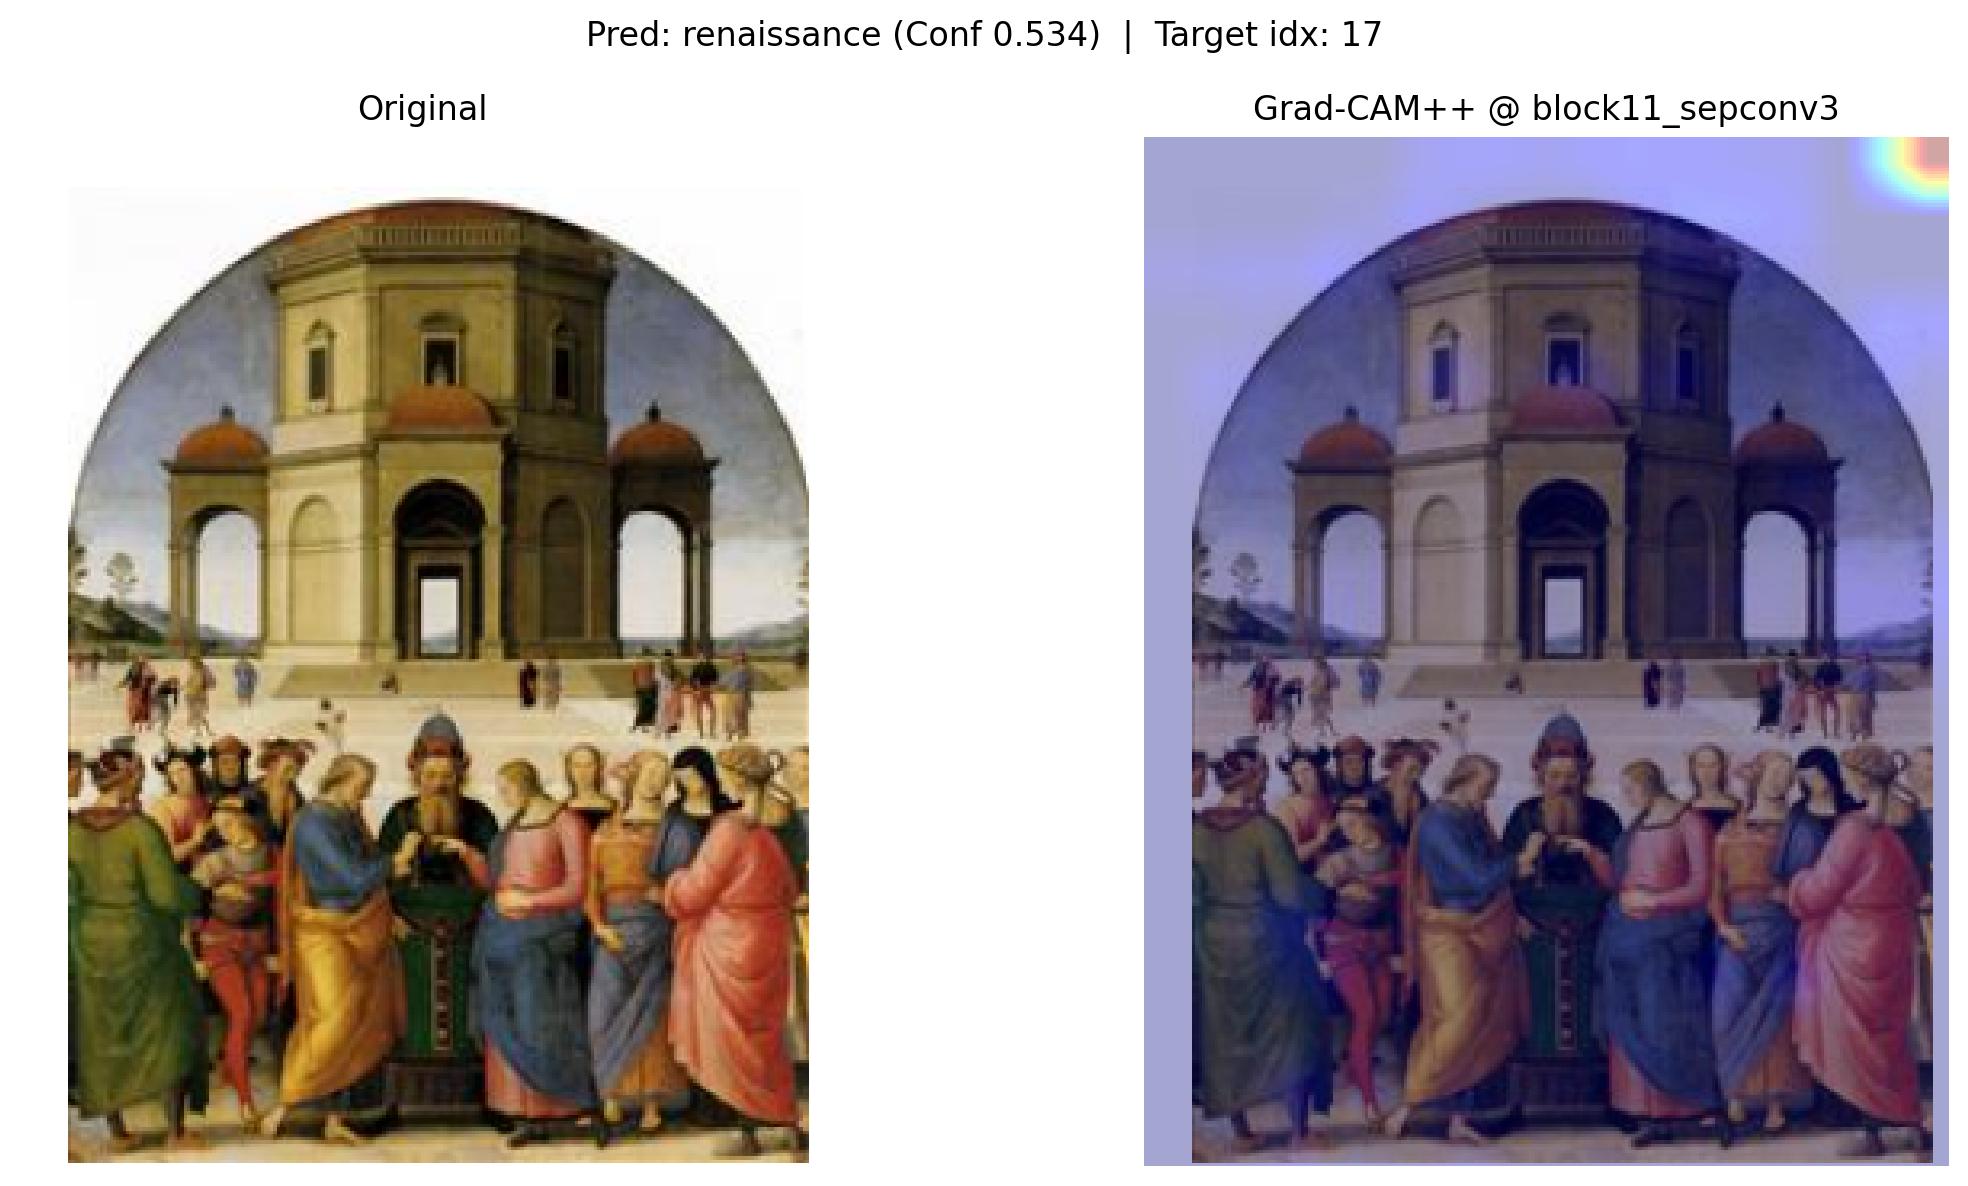 Pred: renaissance (Conf 0.534)  |  Target idx: 17
Original
Grad-CAM++ @ block11_sepconv3